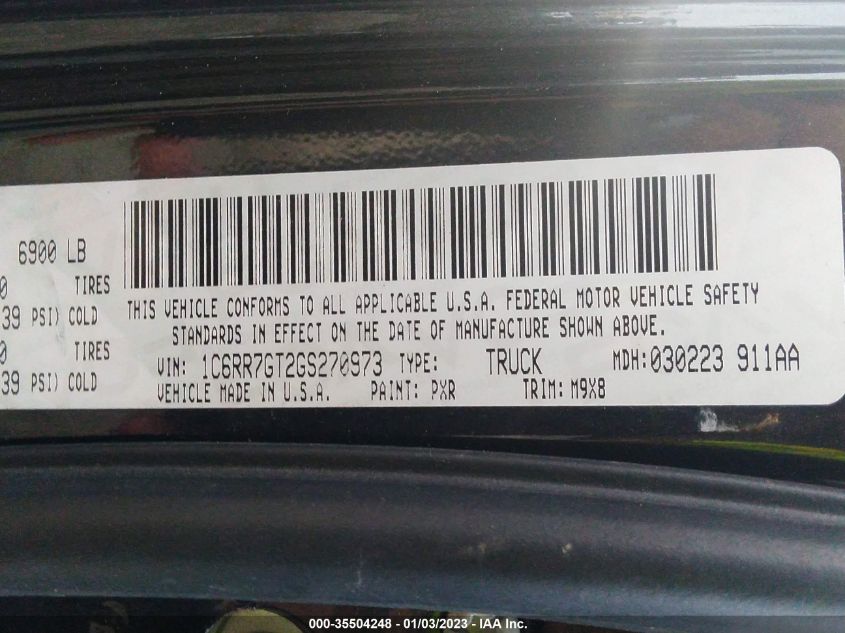 6900 LB
0 TIRES
39 PSI) COLD
0 TIRES
39 PSI) COLD
THIS VEHICLE CONFORMS TO ALL APPLICABLE U.S.A. FEDERAL MOTOR VEHICLE SAFETY
STANDARDS IN EFFECT ON THE DATE OF MANUFACTURE SHOWN ABOVE.
VIN: 1C6RR7GT2GS270973 TYPE: TRUCK MDH: 030223 911AA
VEHICLE MADE IN U.S.A. PAINT: PXR TRIM: M9X8
000-35504248 - 01/03/2023 - IAA Inc.